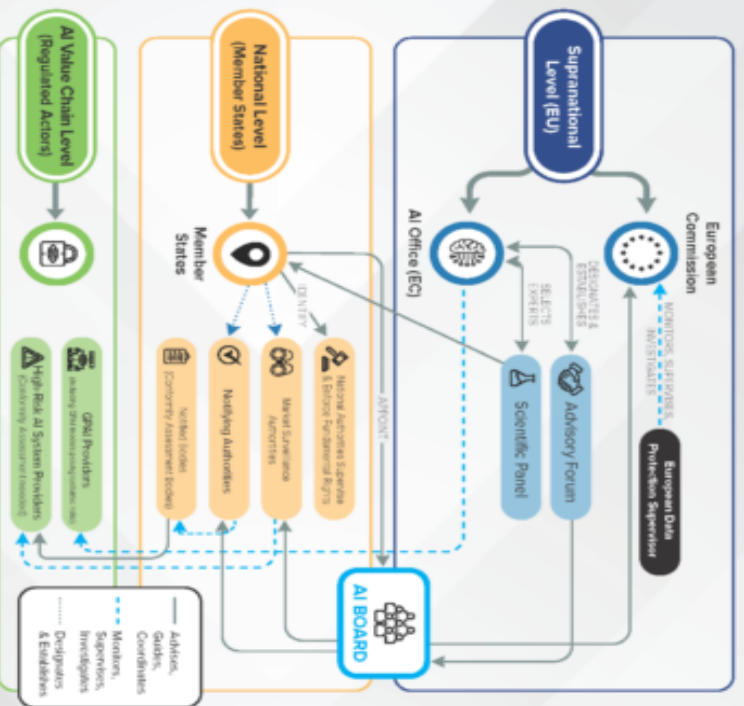 Supranational
Level (EU)
European
Commission
AI Office (EC)
MONITORS, SUPERVISES,
INVESTIGATES
European Data
Protection Supervisor
DESIGNATES &
ESTABLISHES
SELECTS
EXPERTS
Advisory Forum
Scientific Panel
AI BOARD
National Level
(Member States)
Member
States
IDENTIFY
APPOINT
National Authorities Supervise
& Enforce Fundamental
Rights
Market Surveillance
Authorities
Notifying Authorities
Notified Bodies
(Conformity Assessment
Bodies)
AI Value Chain Level
(Regulated Actors)
GPAI Providers
High-Risk AI System Providers
(Conformity Assessment needed)
Advises,
Guides,
Coordinates
Monitors,
Supervises,
Investigates
Designates
& Establishes